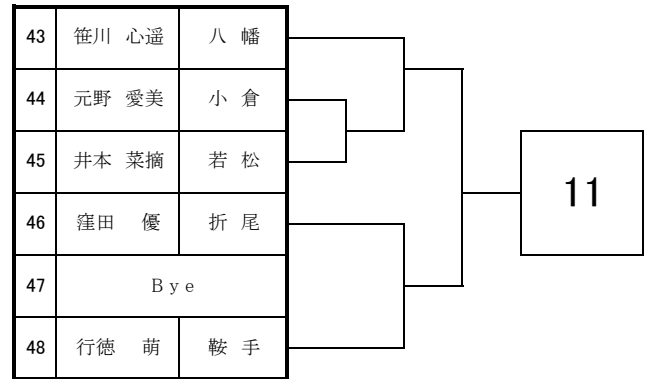 43 笹川 心遥 八 幡
44 元野 愛美 小 倉
45 井本 菜摘 若 松
46 窪田 優 折 尾
11
47 Bye
48 行徳 萌 鞍 手